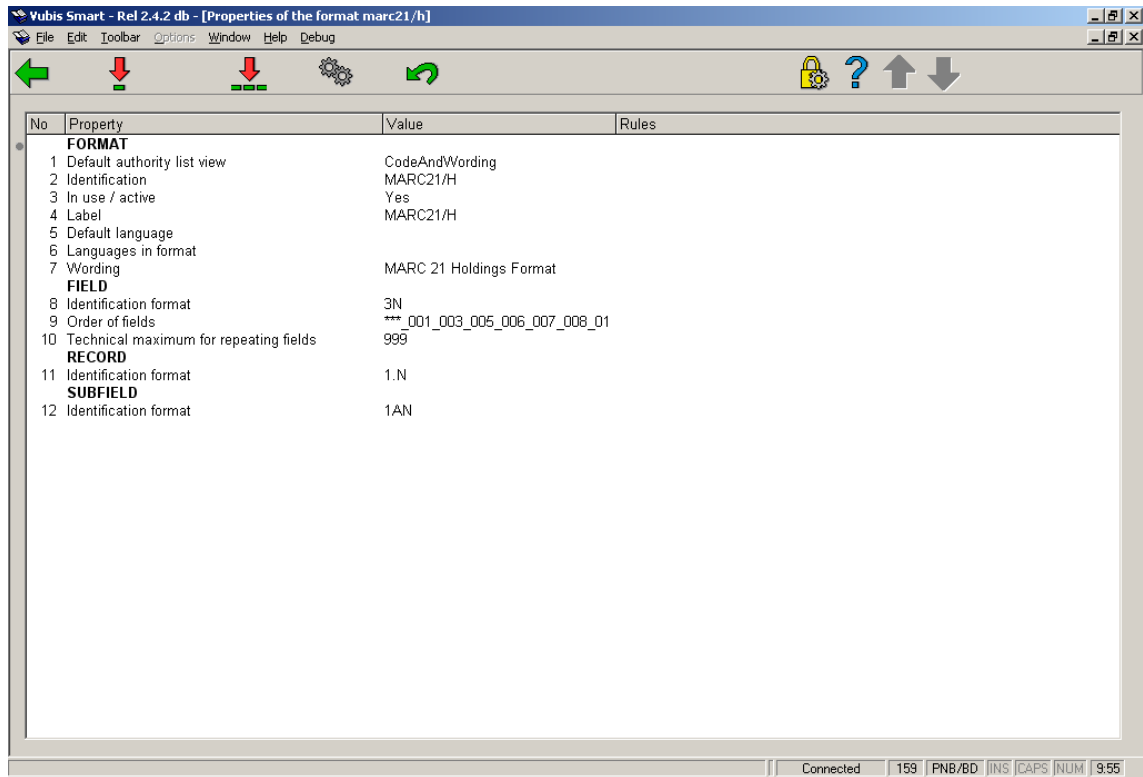 Vubis Smart - Rel 2.4.2 db - [Properties of the format marc21/h]
File Edit Toolbar Options Window Help Debug
No Property Value Rules
FORMAT
1 Default authority list view CodeAndWording
2 Identification MARC21/H
3 In use / active Yes
4 Label MARC21/H
5 Default language
6 Languages in format
7 Wording MARC 21 Holdings Format
FIELD
8 Identification format 3N
9 Order of fields ***_001_003_005_006_007_008_01
10 Technical maximum for repeating fields 999
RECORD
11 Identification format 1.N
SUBFIELD
12 Identification format 1AN
Connected 159 PNB/BD INS CAPS NUM 9:55